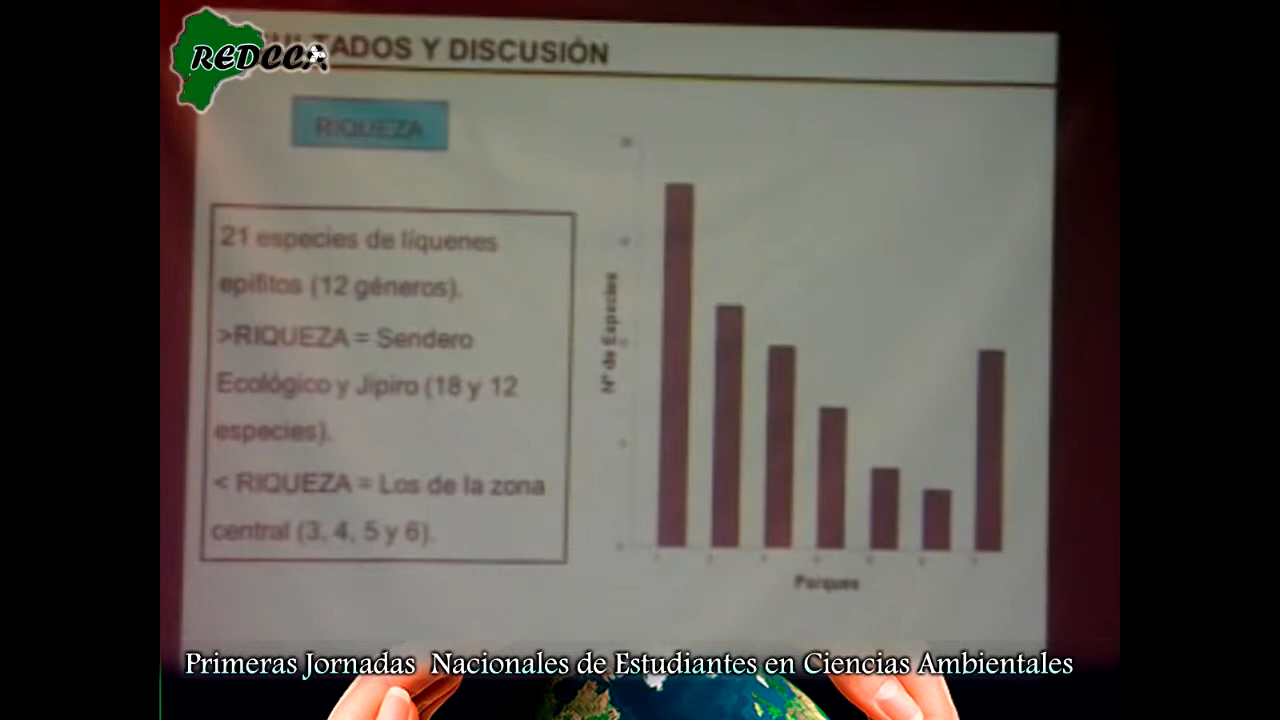 REDCCA
ULTADOS Y DISCUSIÓN
RIQUEZA
21 especies de líquenes
epífitos (12 géneros).
>RIQUEZA = Sendero
Ecológico y Jipiro (18 y 12
especies).
< RIQUEZA = Los de la zona
central (3, 4, 5 y 6).
Nº de Especies
Parques
Primeras Jornadas Nacionales de Estudiantes en Ciencias Ambientales